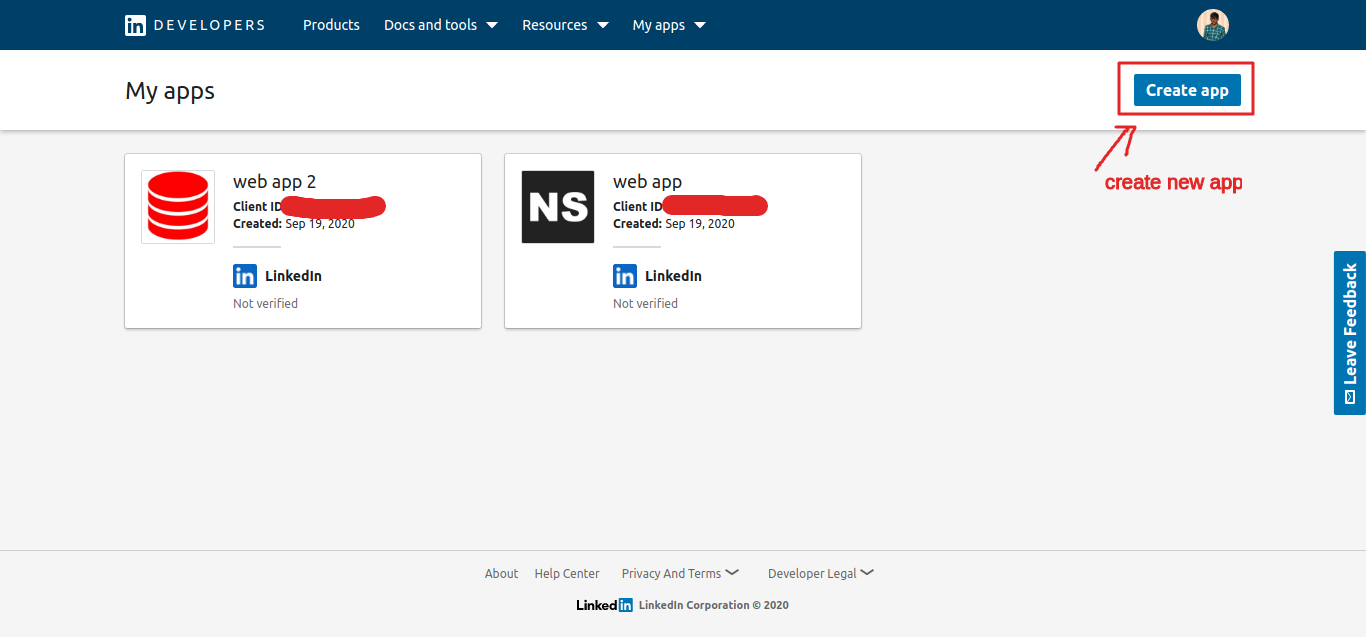 in DEVELOPERS Products Docs and tools Resources My apps
My apps
Create app
create new app
web app 2
Client ID
Created: Sep 19, 2020
in LinkedIn
Not verified
NS
web app
Client ID
Created: Sep 19, 2020
in LinkedIn
Not verified
Leave Feedback
About Help Center Privacy And Terms Developer Legal
Linkedin LinkedIn Corporation © 2020